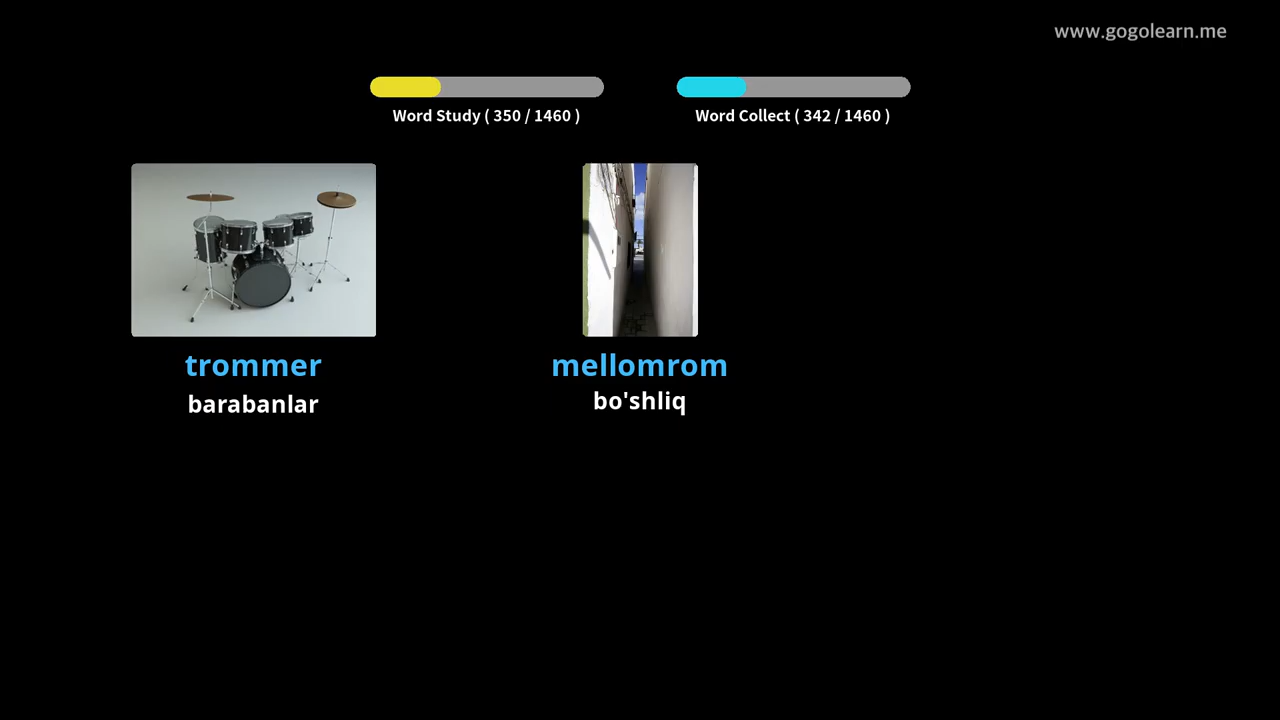 www.gogolearn.me
Word Study ( 350 / 1460 )
Word Collect ( 342 / 1460 )
trommer
barabanlar
mellomrom
bo'shliq